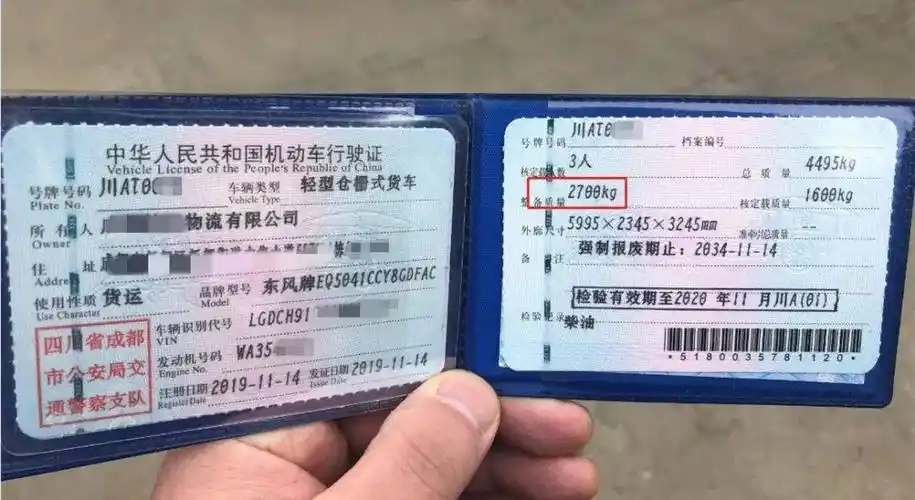 中华人民共和国机动车行驶证
Vehicle License of the People's Republic of China
号牌号码 川AT0 车辆类型 轻型仓栅式货车
Plate No. Vehicle Type
所有人 物流有限公司
Owner
住址
Address
使用性质 货运 品牌型号 东风牌EQ5041CCY8GDFAC
Use Character Model
四川省成都
市公安局交
通警察支队
车辆识别代号 LGDCH91
VIN
发动机号码 WA35
Engine No.
注册日期 2019-11-14 发证日期 2019-11-14
Register Date Issue Date
号牌号码 川AT0 档案编号
核定载人数 3人 总质量 4495kg
整备质量 2700kg 核定载质量 1600kg
外廓尺寸 5995×2345×3245mm 准牵引总质量 --
备注 强制报废期止：2034-11-14
检验有效期至2020年11月川A(01)
检验记录
柴油
*5180035781120*